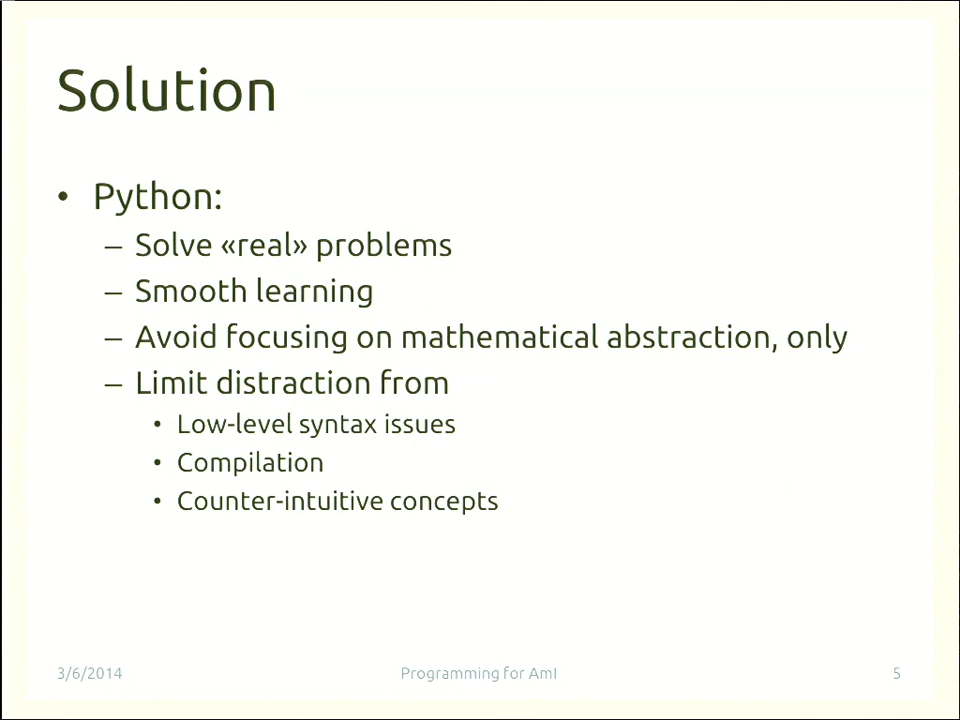 Solution
• Python:
– Solve «real» problems
– Smooth learning
– Avoid focusing on mathematical abstraction, only
– Limit distraction from
• Low-level syntax issues
• Compilation
• Counter-intuitive concepts
3/6/2014 Programming for AmI 5